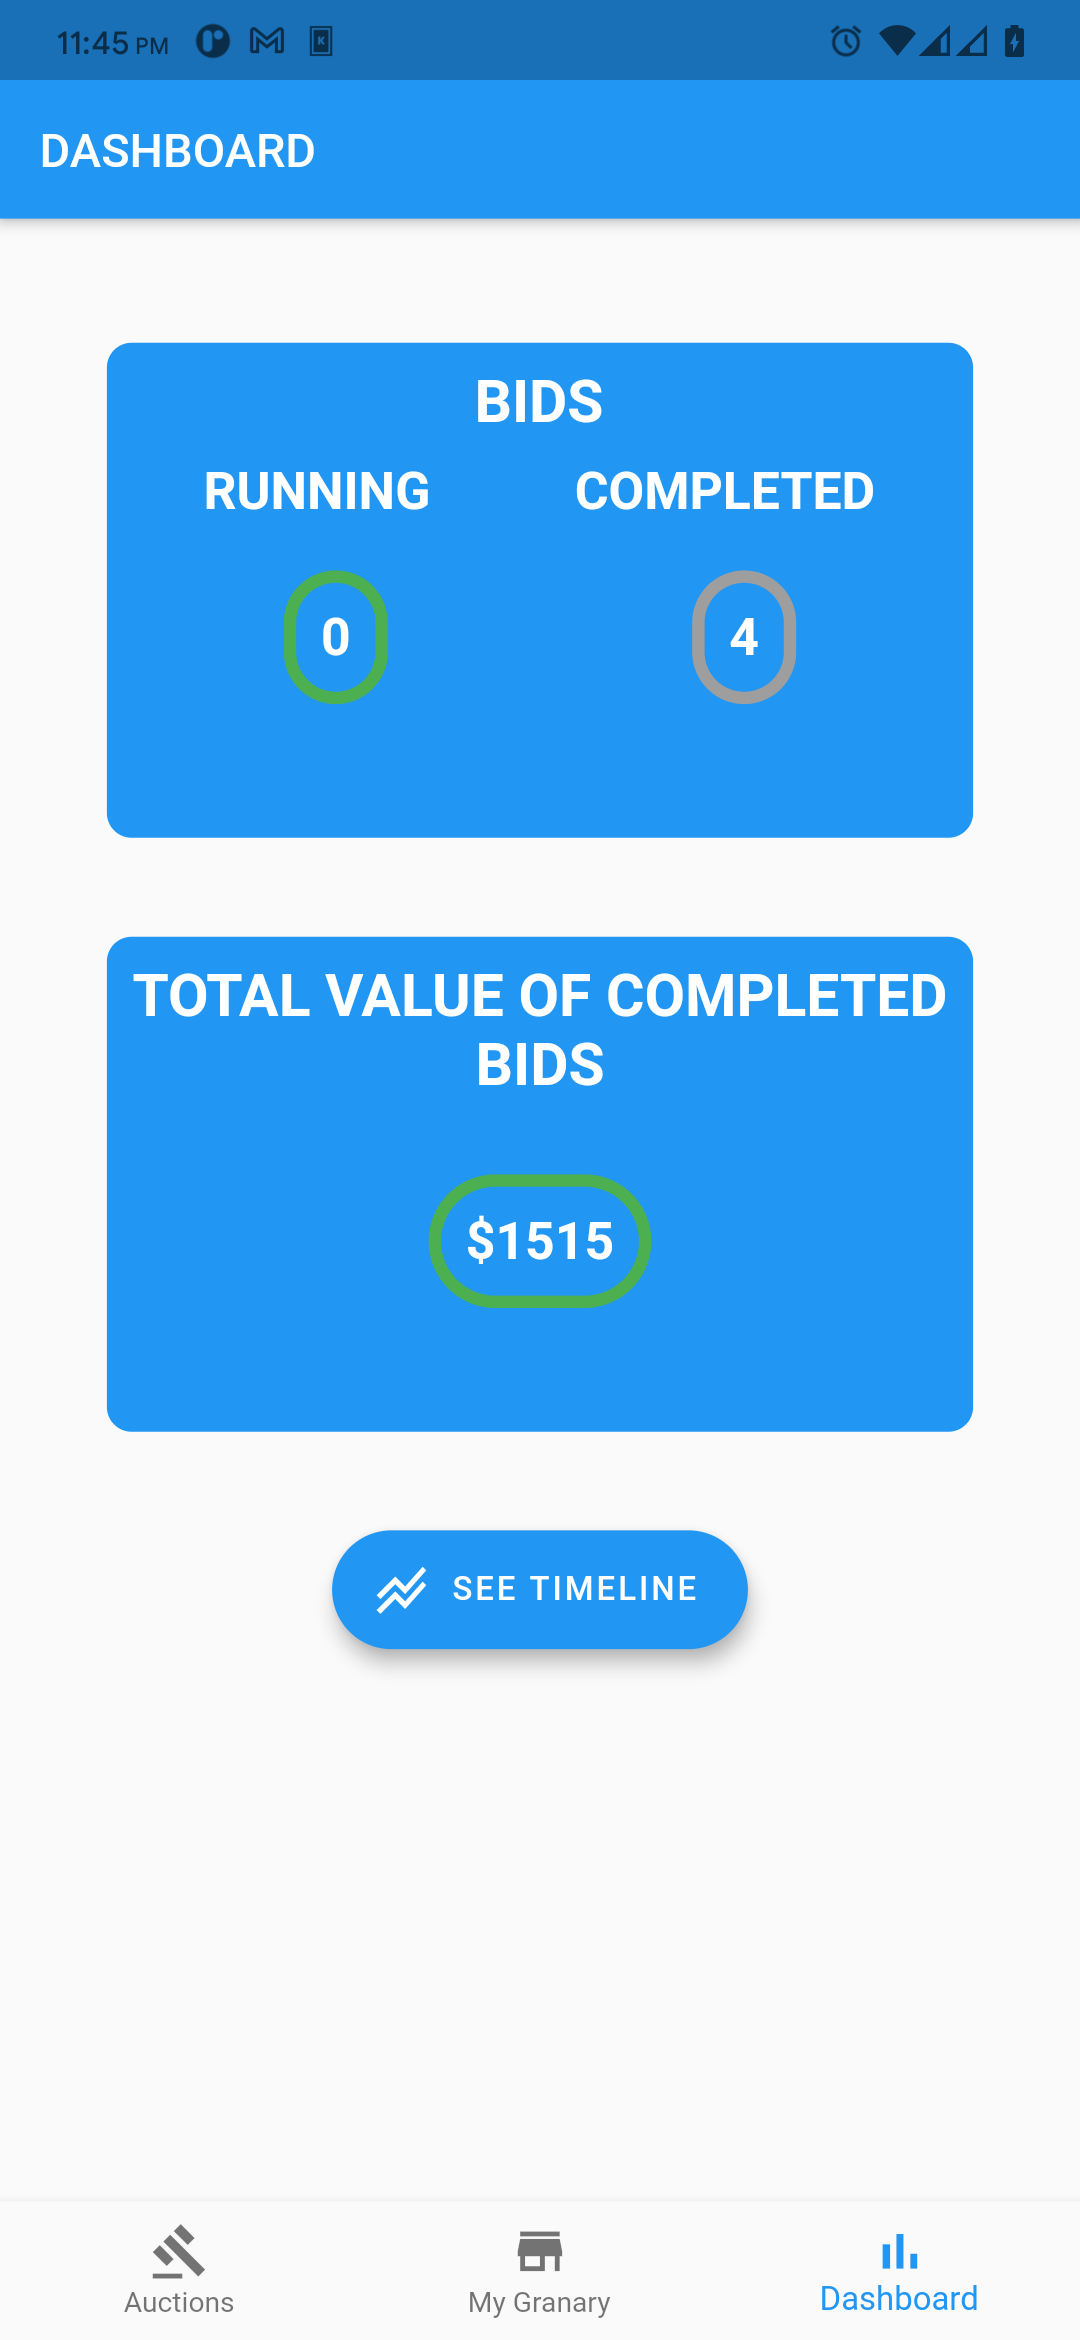 11:45 PM
DASHBOARD
BIDS
RUNNING COMPLETED
0 4
TOTAL VALUE OF COMPLETED
BIDS
$1515
SEE TIMELINE
Auctions My Granary Dashboard